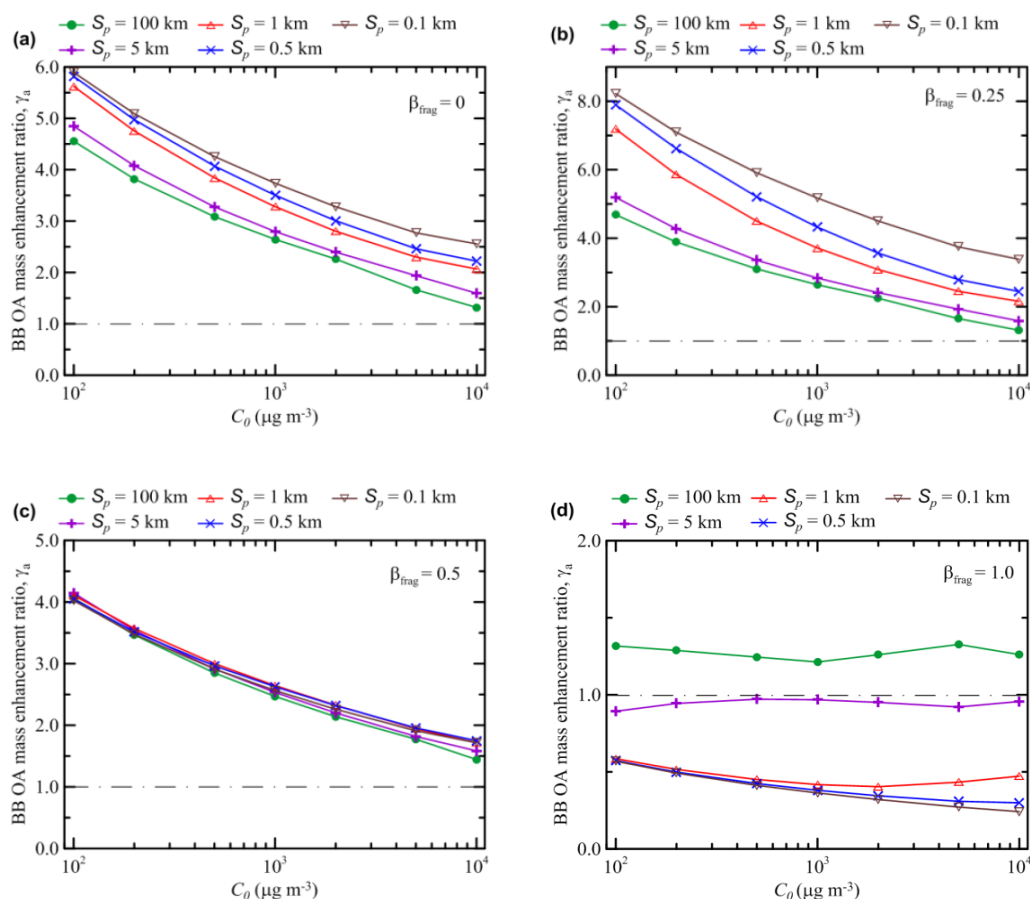 (a)
Sₚ = 100 km Sₚ = 1 km Sₚ = 0.1 km
Sₚ = 5 km Sₚ = 0.5 km
6.0
5.0
4.0
3.0
2.0
1.0
0.0
BB OA mass enhancement ratio, γₐ
β_frag = 0
10² 10³ 10⁴
C₀ (μg m⁻³)
(b)
Sₚ = 100 km Sₚ = 1 km Sₚ = 0.1 km
Sₚ = 5 km Sₚ = 0.5 km
8.0
6.0
4.0
2.0
0.0
BB OA mass enhancement ratio, γₐ
β_frag = 0.25
10² 10³ 10⁴
C₀ (μg m⁻³)
(c)
Sₚ = 100 km Sₚ = 1 km Sₚ = 0.1 km
Sₚ = 5 km Sₚ = 0.5 km
5.0
4.0
3.0
2.0
1.0
0.0
BB OA mass enhancement ratio, γₐ
β_frag = 0.5
10² 10³ 10⁴
C₀ (μg m⁻³)
(d)
Sₚ = 100 km Sₚ = 1 km Sₚ = 0.1 km
Sₚ = 5 km Sₚ = 0.5 km
2.0
1.0
0.0
BB OA mass enhancement ratio, γₐ
β_frag = 1.0
10² 10³ 10⁴
C₀ (μg m⁻³)